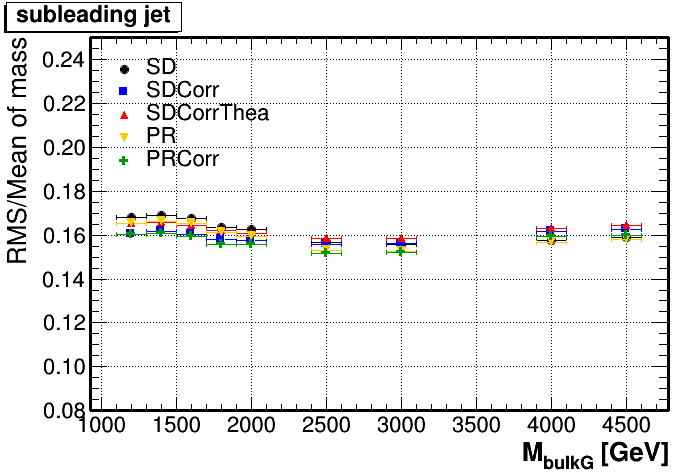 subleading jet
RMS/Mean of mass
0.24
0.22
0.20
0.18
0.16
0.14
0.12
0.10
0.08
SD
SDCorr
SDCorrThea
PR
PRCorr
1000 1500 2000 2500 3000 3500 4000 4500
M_bulkG [GeV]